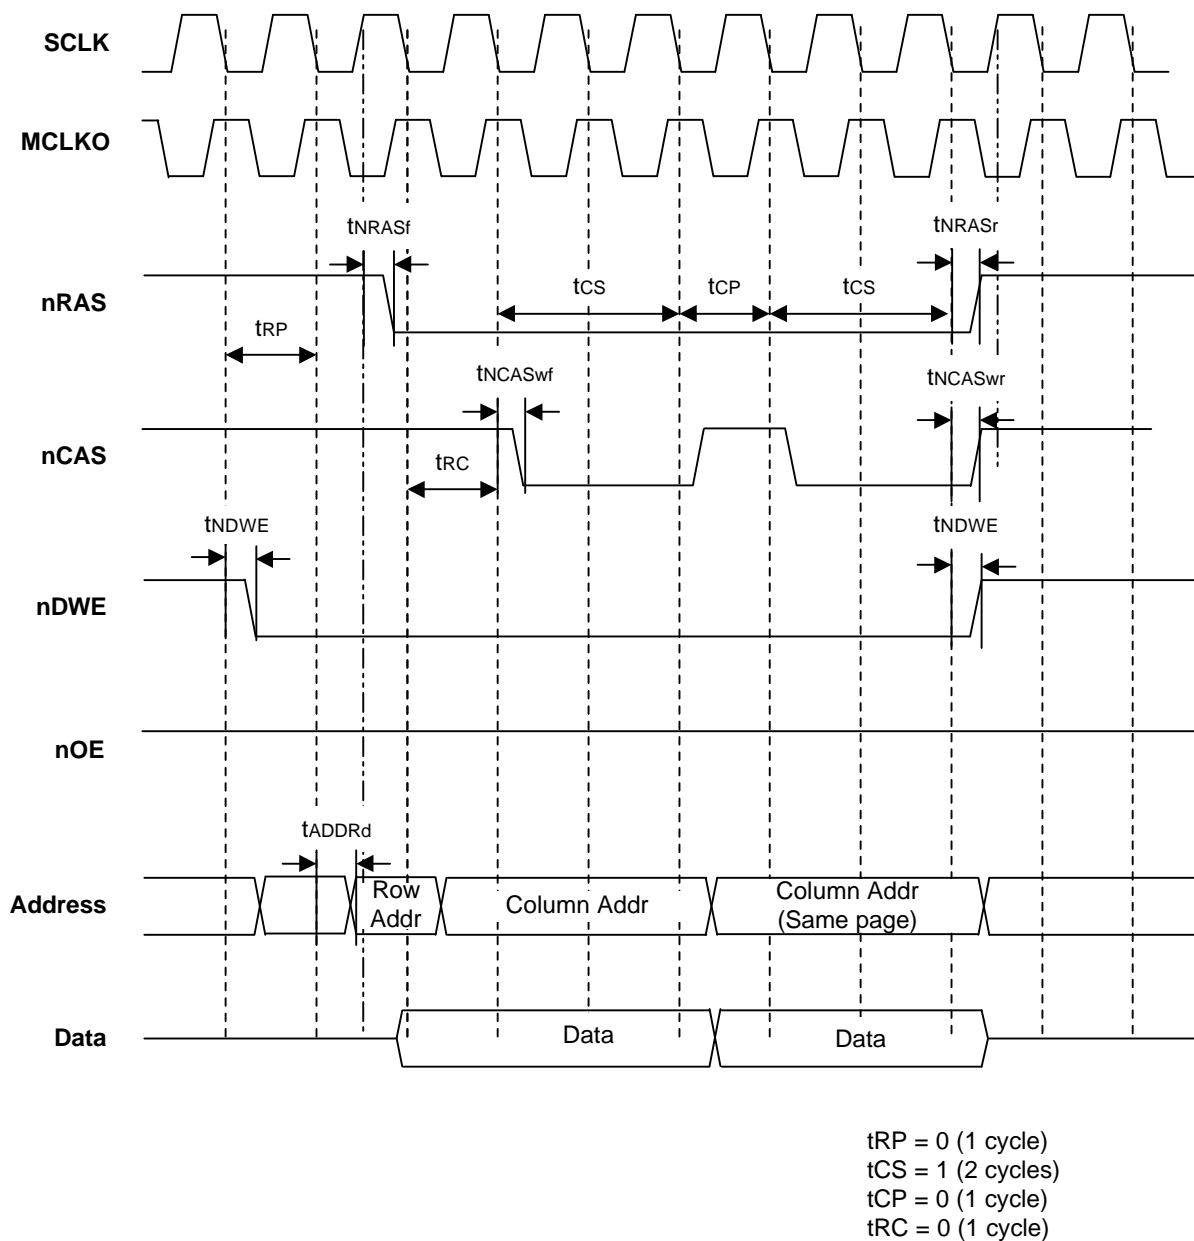 SCLK
MCLKO
tNRASf
tNRASr
nRAS
tCS
tCP
tCS
tRP
tNCASwf
tNCASwr
nCAS
tRC
tNDWE
tNDWE
nDWE
nOE
tADDRd
Address
Row
Addr
Column Addr
Column Addr
(Same page)
Data
Data
Data
tRP = 0 (1 cycle)
tCS = 1 (2 cycles)
tCP = 0 (1 cycle)
tRC = 0 (1 cycle)